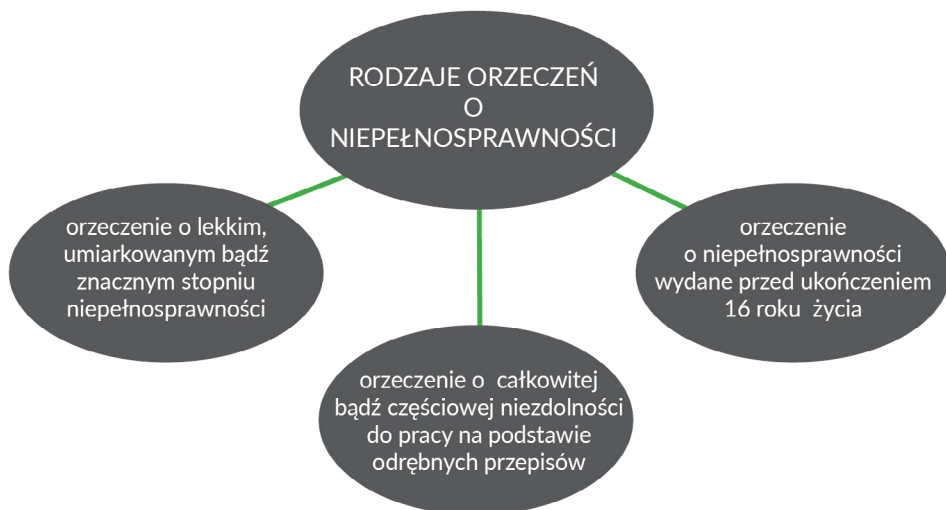 RODZAJE ORZECZEŃ
O
NIEPEŁNOSPRAWNOŚCI
orzeczenie o lekkim,
umiarkowanym bądź
znacznym stopniu
niepełnosprawności
orzeczenie o całkowitej
bądź częściowej niezdolności
do pracy na podstawie
odrębnych przepisów
orzeczenie
o niepełnosprawności
wydane przed ukończeniem
16 roku życia